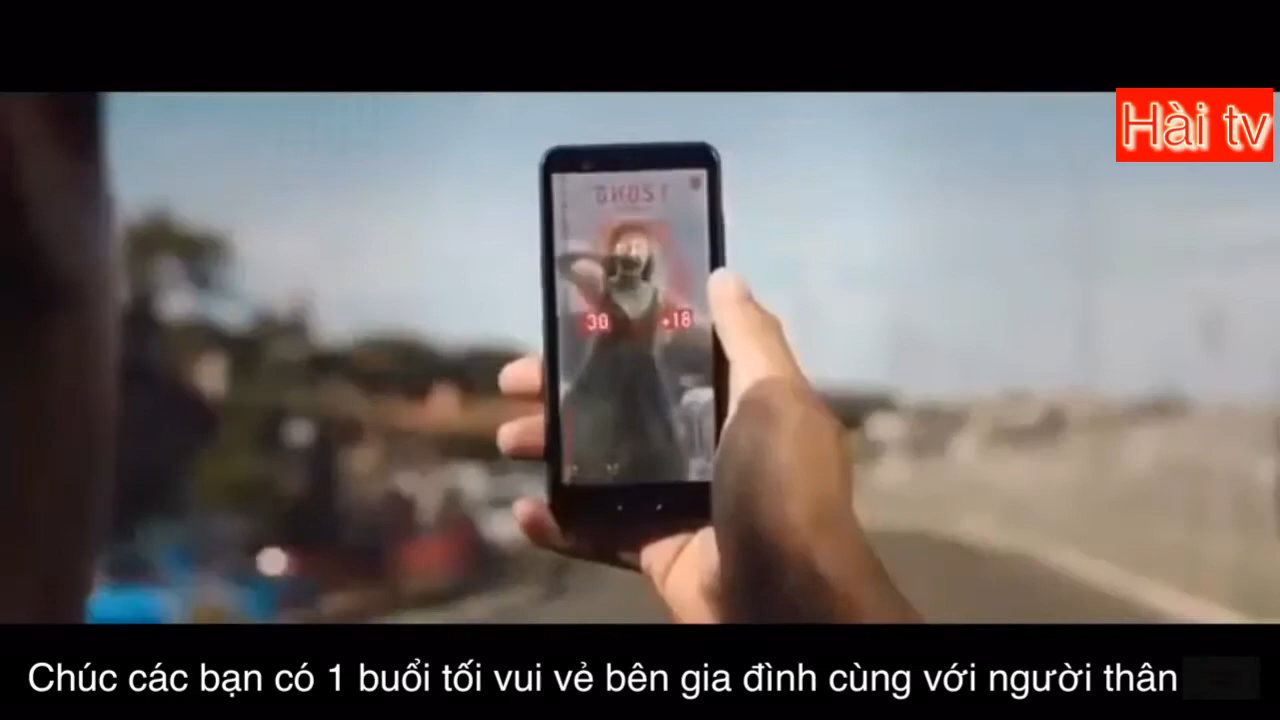 Hài tv
GHOST
30
+18
Chúc các bạn có 1 buổi tối vui vẻ bên gia đình cùng với người thân